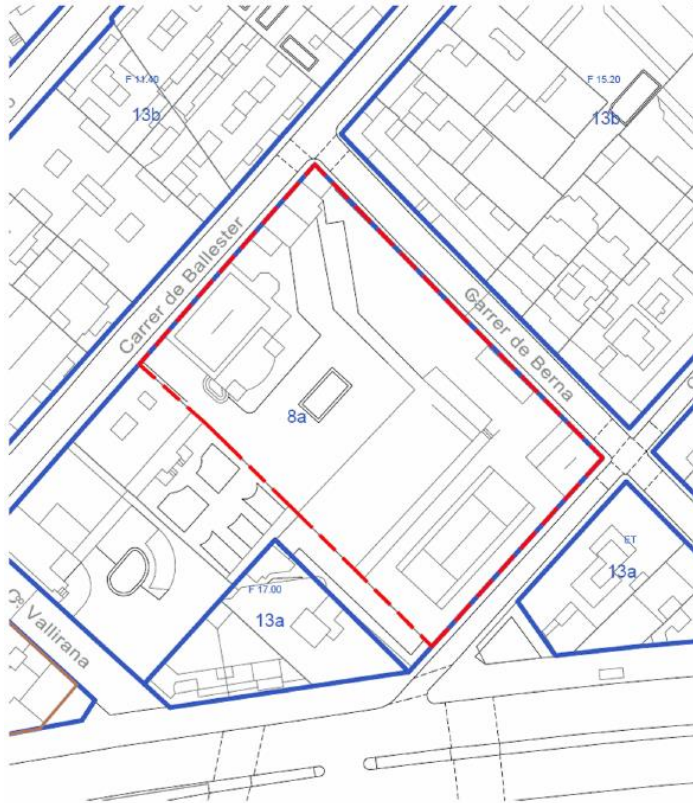 F 11.40
13b
F 15.20
13b
Carrer de Ballester
Carrer de Berna
8a
ET
13a
F 17.00
13a
Cº Vallirana